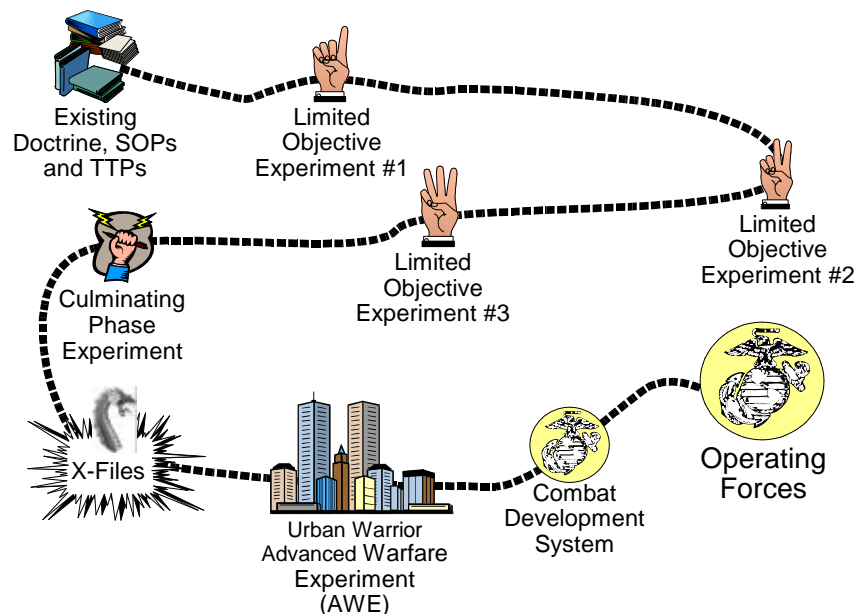 Existing
Doctrine, SOPs
and TTPs
Limited
Objective
Experiment #1
Limited
Objective
Experiment #2
Limited
Objective
Experiment #3
Culminating
Phase
Experiment
X-Files
Urban Warrior
Advanced Warfare
Experiment
(AWE)
Combat
Development
System
Operating
Forces